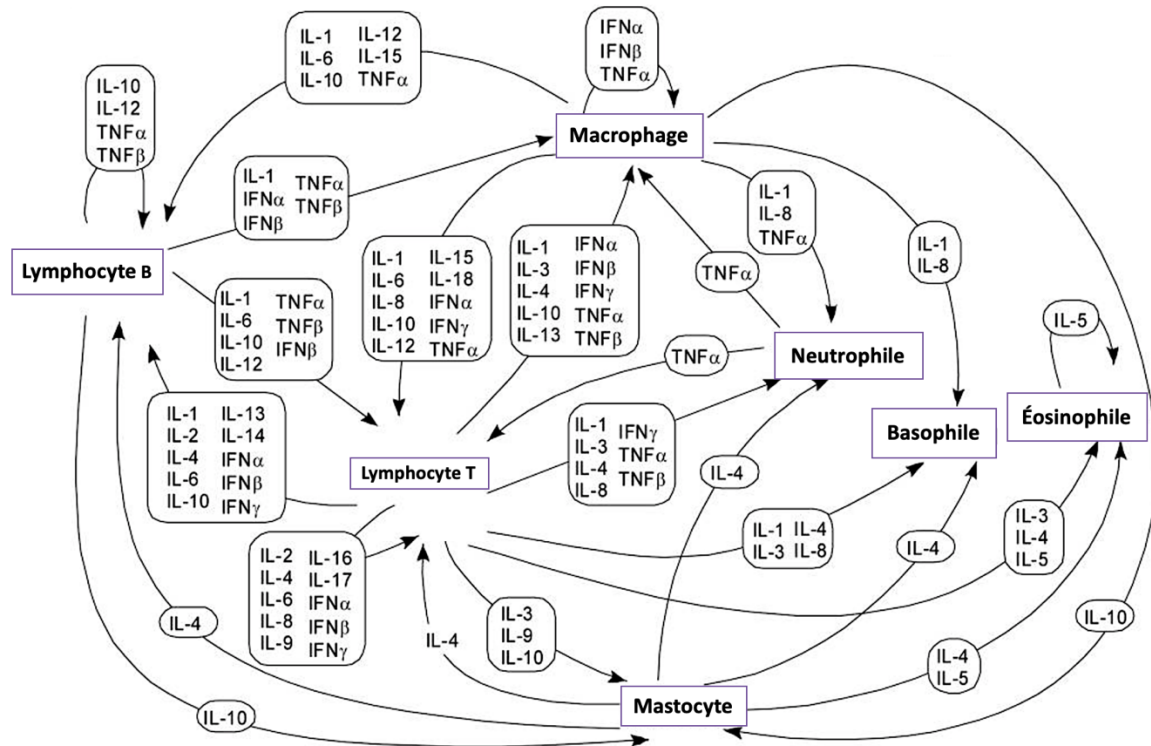 IL-1 IL-12
IL-6 IL-15
IL-10 TNFα
IFNα
IFNβ
TNFα
IL-10
IL-12
TNFα
TNFβ
Macrophage
IL-1 TNFα
IFNα TNFβ
IFNβ
IL-1
IL-8
TNFα
IL-1
IL-8
Lymphocyte B
IL-1 IL-15
IL-6 IL-18
IL-8 IFNα
IL-10 IFNγ
IL-12 TNFα
IL-1 IFNα
IL-3 IFNβ
IL-4 IFNγ
IL-10 TNFα
IL-13 TNFβ
TNFα
IL-1 TNFα
IL-6 TNFβ
IL-10 IFNβ
IL-12
IL-5
TNFα
Neutrophile
Éosinophile
Basophile
IL-1 IL-13
IL-2 IL-14
IL-4 IFNα
IL-6 IFNβ
IL-10 IFNγ
Lymphocyte T
IL-1 IFNγ
IL-3 TNFα
IL-4 TNFβ
IL-8
IL-4
IL-1 IL-4
IL-3 IL-8
IL-4
IL-3
IL-4
IL-5
IL-2 IL-16
IL-4 IL-17
IL-6 IFNα
IL-8 IFNβ
IL-9 IFNγ
IL-4
IL-4
IL-3
IL-9
IL-10
IL-10
IL-4
IL-5
Mastocyte
IL-10